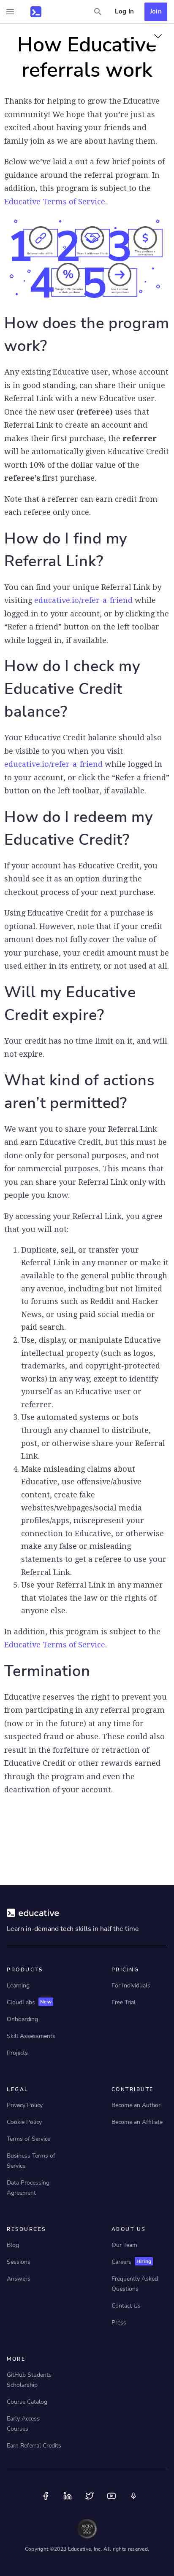 Log In
Join
How Educative
referrals work
Thanks for helping to grow the Educative
community! We hope that you're just as
excited about having your friends and
family join as we are about having them.
Below we've laid a out a few brief points of
guidance around the referral program. In
addition, this program is subject to the
Educative Terms of Service.
1 2 3
4 5
How does the program
work?
Any existing Educative user, whose account
is in good standing, can share their unique
Referral Link with a new Educative user.
Once the new user (referee) uses that
Referral Link to create an account and
makes their first purchase, the referrer
will be automatically given Educative Credit
worth 10% of the dollar value of the
referee's first purchase.
Note that a referrer can earn credit from
each referee only once.
How do I find my
Referral Link?
You can find your unique Referral Link by
visiting educative.io/refer-a-friend while
logged into to your account, or by clicking the
"Refer a friend" button on the left toolbar
while logged in, if available.
How do I check my
Educative Credit
balance?
Your Educative Credit balance should also
be visible to you when you visit
educative.io/refer-a-friend while logged in
to your account, or click the "Refer a friend"
button on the left toolbar, if available.
How do I redeem my
Educative Credit?
If your account has Educative Credit, you
should see it as an option during the
checkout process of your next purchase.
Using Educative Credit for a purchase is
optional. However, note that if your credit
amount does not fully cover the value of
your purchase, your credit amount must be
used either in its entirety, or not used at all.
Will my Educative
Credit expire?
Your credit has no time limit on it, and will
not expire.
What kind of actions
aren't permitted?
We want you to share your Referral Link
and earn Educative Credit, but this must be
done only for personal purposes, and not
for commercial purposes. This means that
you can share your Referral Link only with
people you know.
By accessing your Referral Link, you agree
that you will not:
1. Duplicate, sell, or transfer your
Referral Link in any manner or make it
available to the general public through
any avenue, including but not limited
to forums such as Reddit and Hacker
News, or using paid social media or
paid search.
2. Use, display, or manipulate Educative
intellectual property (such as logos,
trademarks, and copyright-protected
works) in any way, except to identify
yourself as an Educative user or
referrer.
3. Use automated systems or bots
through any channel to distribute,
post, or otherwise share your Referral
Link.
4. Make misleading claims about
Educative, use offensive/abusive
content, create fake
websites/webpages/social media
profiles/apps, misrepresent your
connection to Educative, or otherwise
make any false or misleading
statements to get a referee to use your
Referral Link.
5. Use your Referral Link in any manner
that violates the law or the rights of
anyone else.
In addition, this program is subject to the
Educative Terms of Service.
Termination
Educative reserves the right to prevent you
from participating in any referral program
(now or in the future) at any time for
suspected fraud or abuse. These could also
result in the forfeiture or retraction of
Educative Credit or other rewards earned
through the program and even the
deactivation of your account.
educative
Learn in-demand tech skills in half the time
PRODUCTS
Learning
CloudLabs New
Onboarding
Skill Assessments
Projects
PRICING
For Individuals
Free Trial
LEGAL
Privacy Policy
Cookie Policy
Terms of Service
Business Terms of
Service
Data Processing
Agreement
CONTRIBUTE
Become an Author
Become an Affiliate
RESOURCES
Blog
Sessions
Answers
ABOUT US
Our Team
Careers Hiring
Frequently Asked
Questions
Contact Us
Press
MORE
GitHub Students
Scholarship
Course Catalog
Early Access
Courses
Earn Referral Credits
Copyright ©2023 Educative, Inc. All rights reserved.